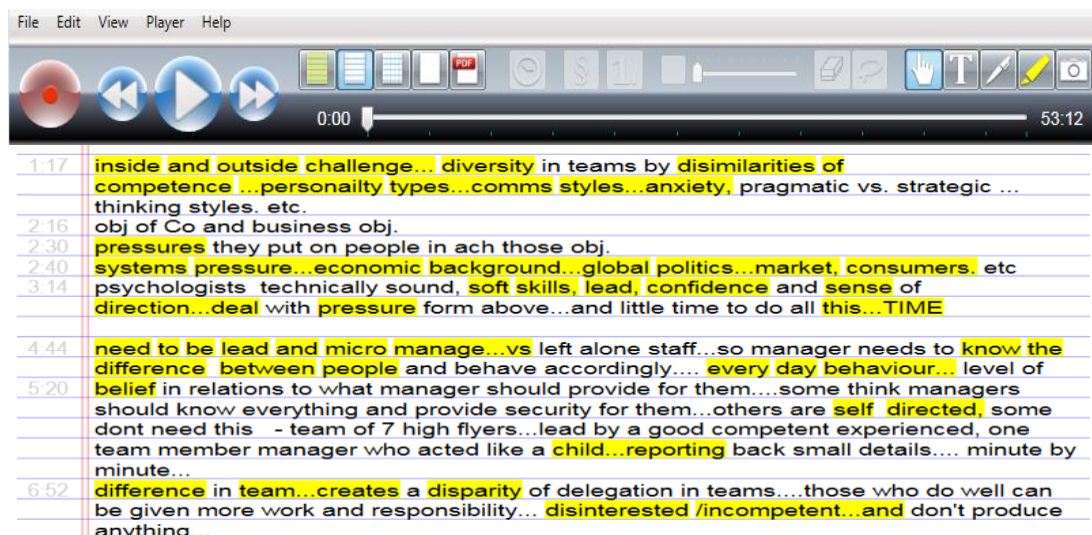 File Edit View Player Help
PDF
§ 1. T
0:00 53:12
1:17 inside and outside challenge... diversity in teams by disimilarities of
competence ...personailty types...comms styles...anxiety, pragmatic vs. strategic ...
thinking styles. etc.
2:16 obj of Co and business obj.
2:30 pressures they put on people in ach those obj.
2:40 systems pressure...economic background...global politics...market, consumers. etc
3:14 psychologists technically sound, soft skills, lead, confidence and sense of
direction...deal with pressure form above...and little time to do all this...TIME
4:44 need to be lead and micro manage...vs left alone staff...so manager needs to know the
difference between people and behave accordingly.... every day behaviour... level of
5:20 belief in relations to what manager should provide for them....some think managers
should know everything and provide security for them...others are self directed, some
dont need this - team of 7 high flyers...lead by a good competent experienced, one
team member manager who acted like a child...reporting back small details.... minute by
minute...
6:52 difference in team...creates a disparity of delegation in teams....those who do well can
be given more work and responsibility... disinterested /incompetent...and don't produce
anything...